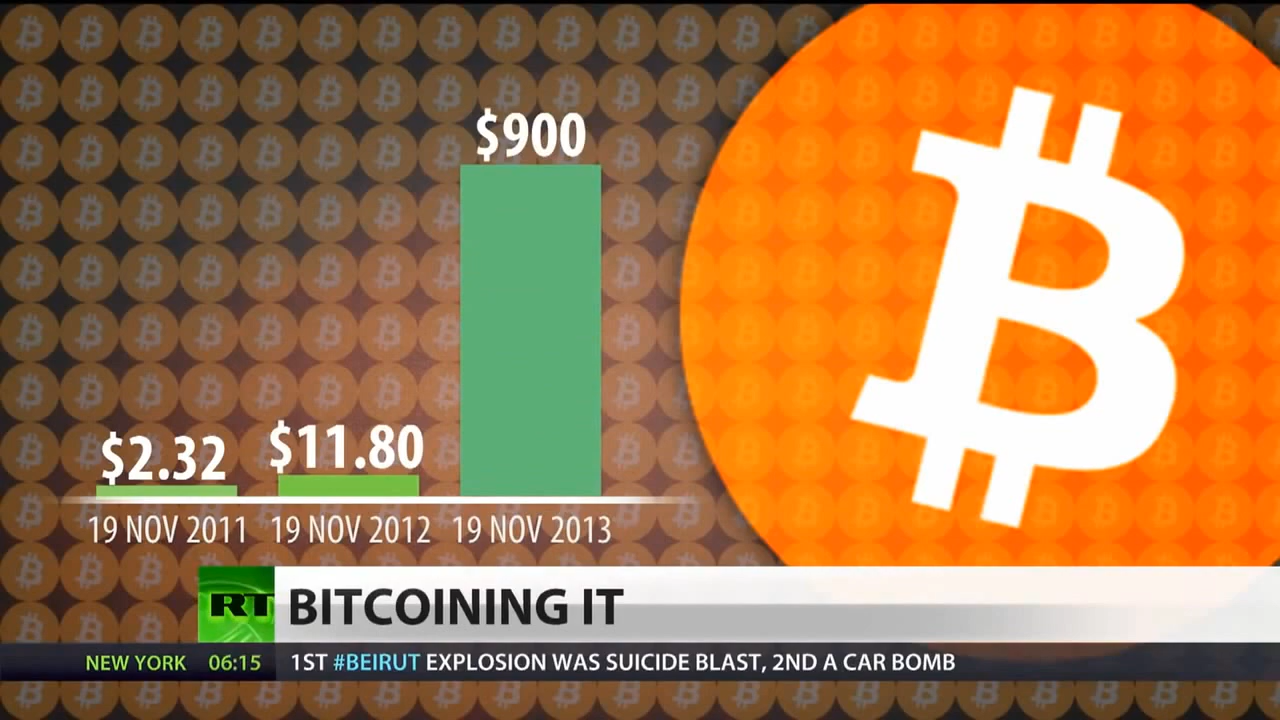 $900
$2.32 $11.80
19 NOV 2011 19 NOV 2012 19 NOV 2013
RT BITCOINING IT
NEW YORK 06:15 1ST #BEIRUT EXPLOSION WAS SUICIDE BLAST, 2ND A CAR BOMB